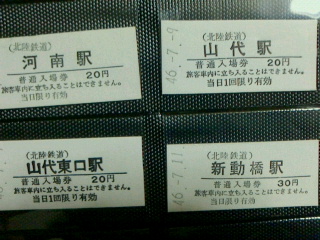 (北陸鉄道)
河南駅
普通入場券 20円
旅客車内に立ち入ることはできません。
当日限り有効
(北陸鉄道)
山代駅
普通入場券 20円
旅客車内に立ち入ることはできません。
当日1回限り有効
46.-7.-9
(北陸鉄道)
山代東口駅
普通入場券 20円
旅客車内に立ち入ることはできません。
当日1回限り有効
(北陸鉄道)
新動橋駅
普通入場券 30円
旅客車内に立ち入ることはできません。
当日1回限り有効
46.-7.11